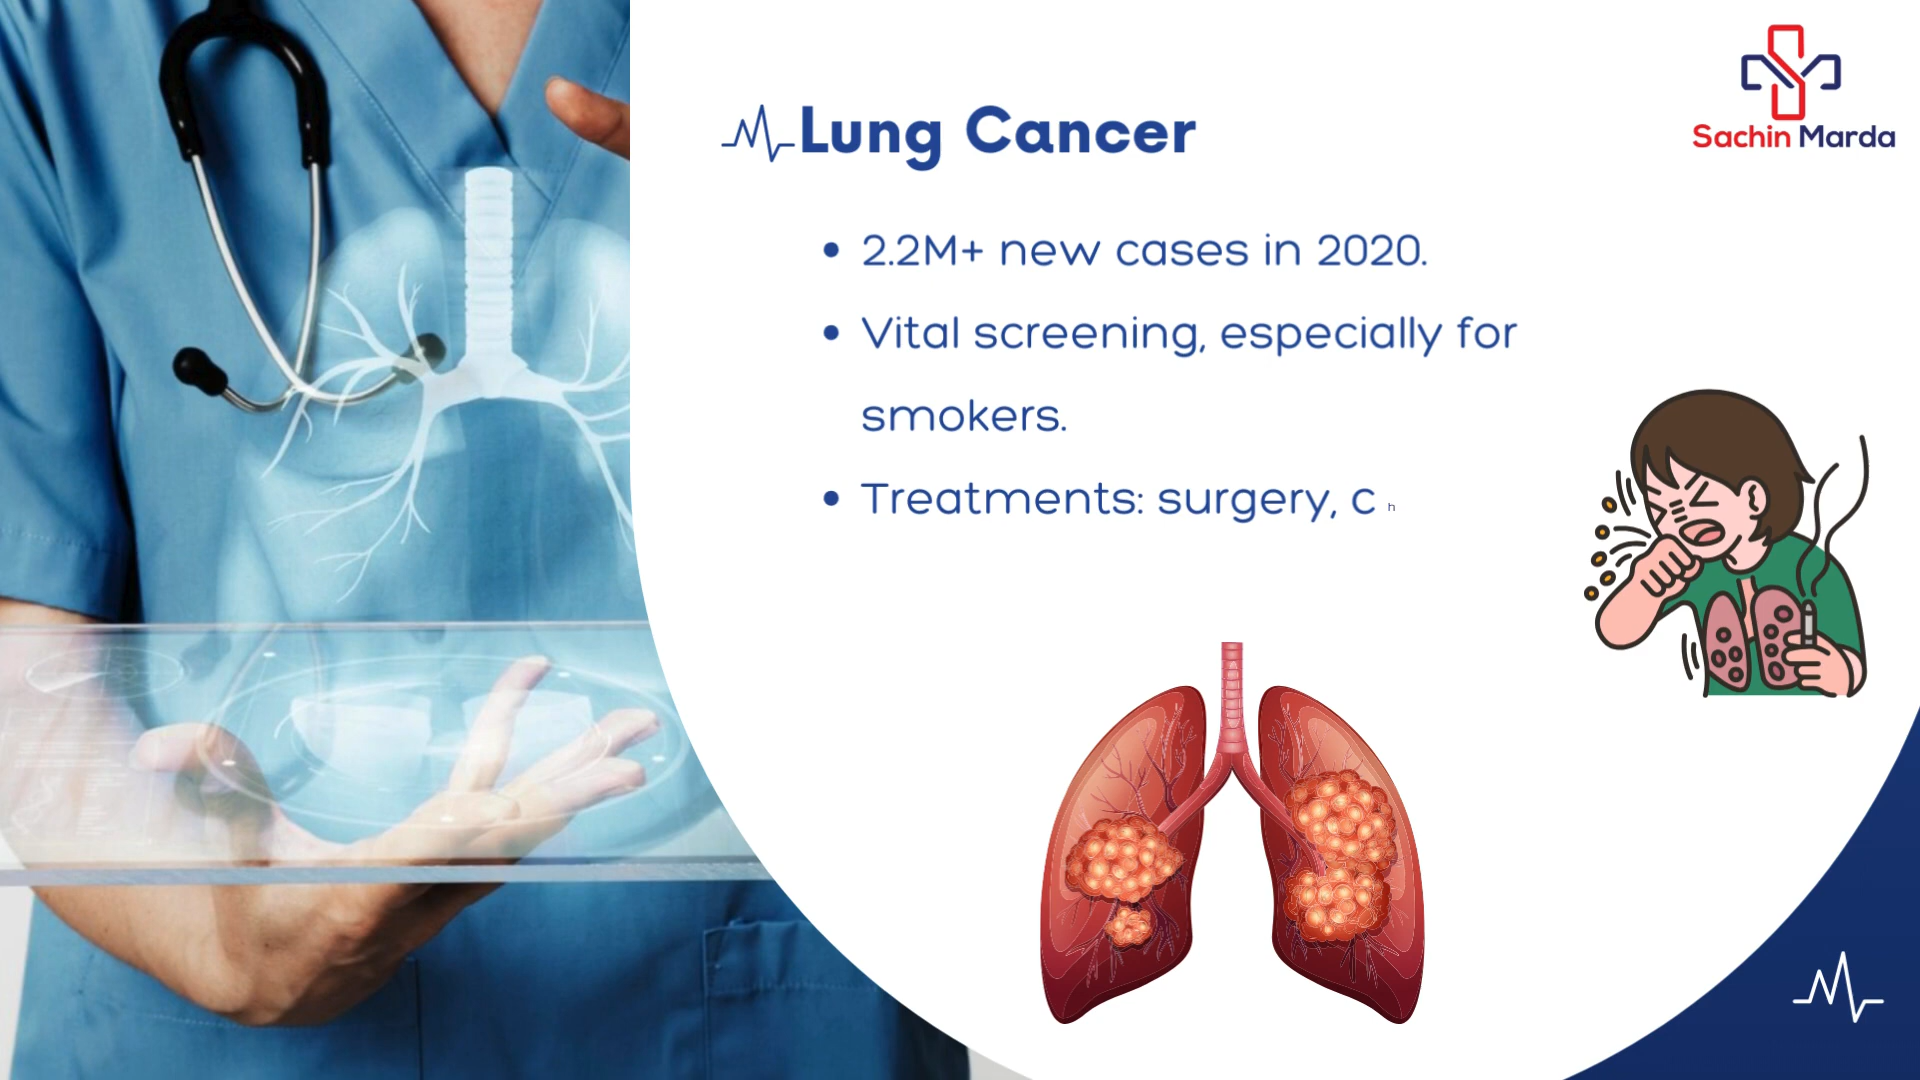 Sachin Marda
Lung Cancer
• 2.2M+ new cases in 2020.
• Vital screening, especially for
smokers.
• Treatments: surgery, c h